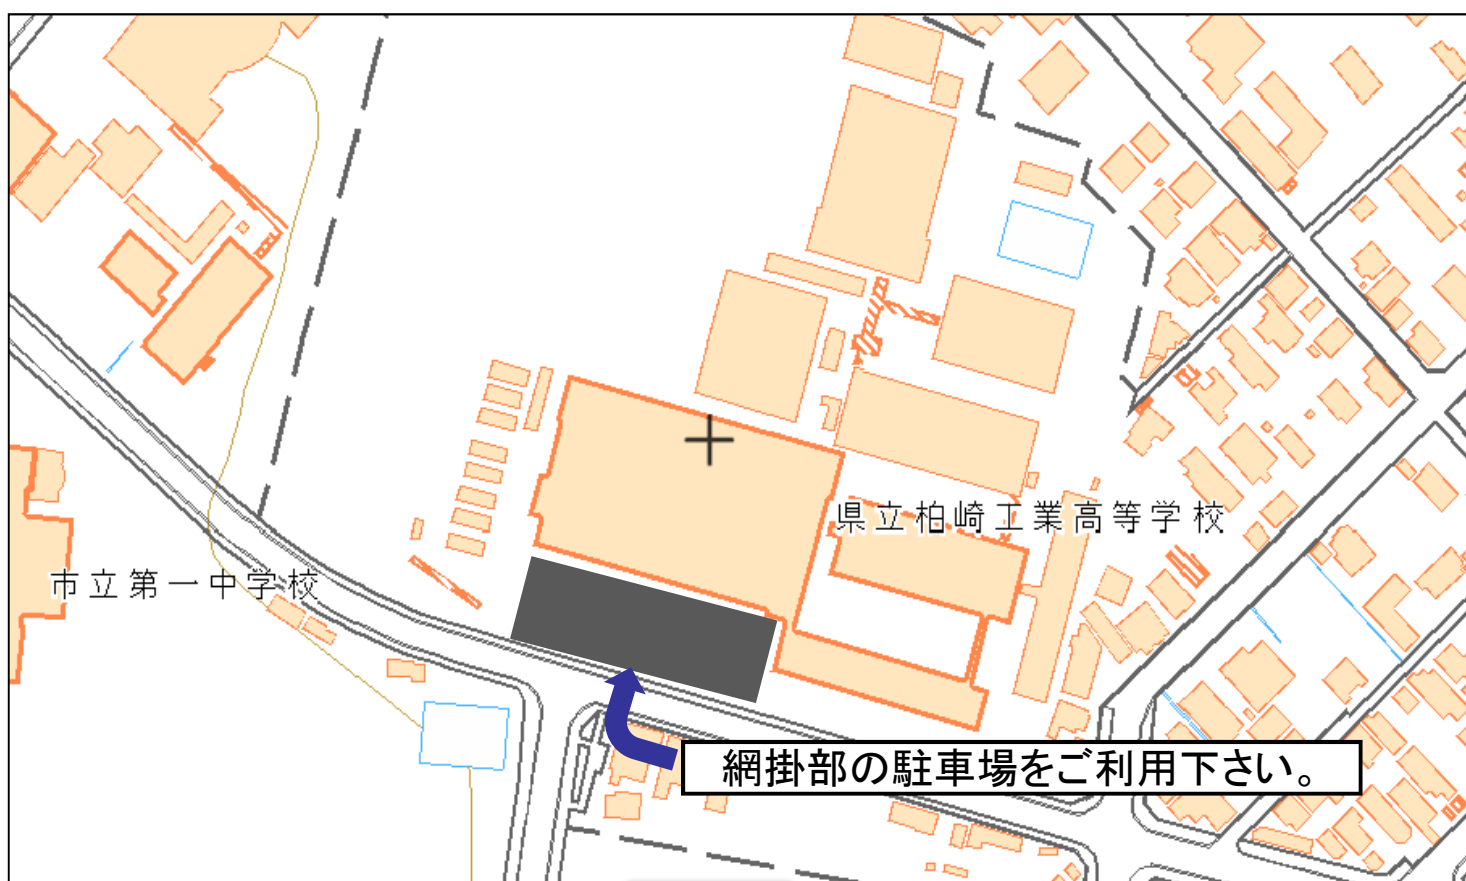 県立柏崎工業高等学校
市立第一中学校
網掛部の駐車場をご利用下さい。